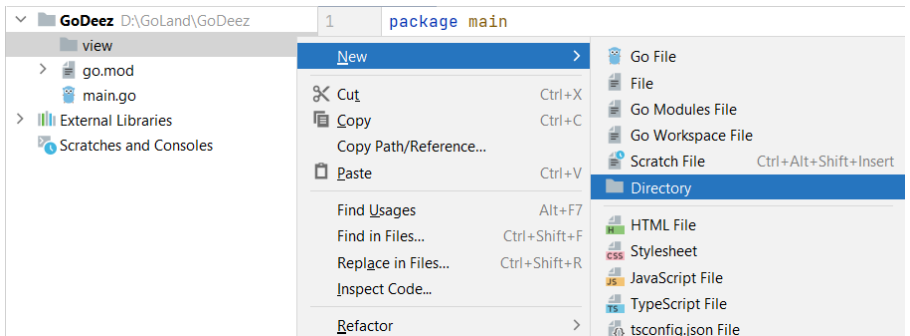 GoDeez D:\GoLand\GoDeez
view
go.mod
main.go
External Libraries
Scratches and Consoles
1 package main
New
Cut Ctrl+X
Copy Ctrl+C
Copy Path/Reference...
Paste Ctrl+V
Find Usages Alt+F7
Find in Files... Ctrl+Shift+F
Replace in Files... Ctrl+Shift+R
Inspect Code...
Refactor
Go File
File
Go Modules File
Go Workspace File
Scratch File Ctrl+Alt+Shift+Insert
Directory
H HTML File
CSS Stylesheet
JS JavaScript File
TS TypeScript File
tsconfig.json File